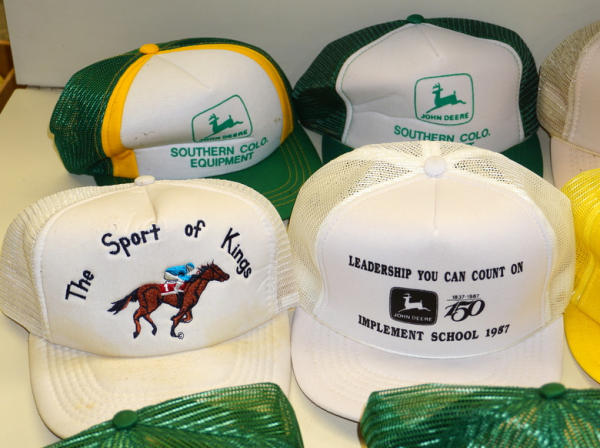 JOHN DEERE
SOUTHERN COLO.
EQUIPMENT
JOHN DEERE
SOUTHERN COLO.
EQUIPMENT
The Sport of Kings
LEADERSHIP YOU CAN COUNT ON
JOHN DEERE
1837-1987
150
IMPLEMENT SCHOOL 1987